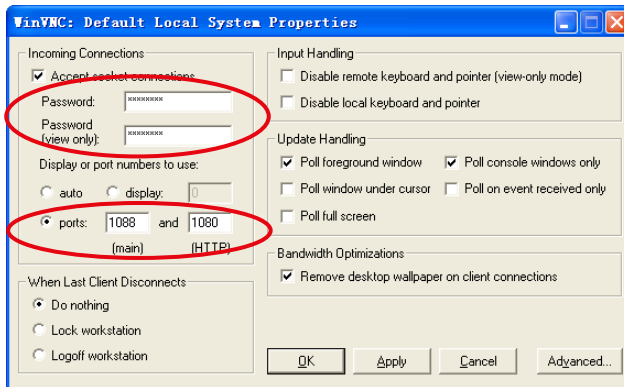 WinVNC: Default Local System Properties
Incoming Connections
Accept socket connections
Password: ********
Password
(view only): ********
Display or port numbers to use:
auto display: 0
ports: 1088 and 1080
(main) (HTTP)
When Last Client Disconnects
Do nothing
Lock workstation
Logoff workstation
Input Handling
Disable remote keyboard and pointer (view-only mode)
Disable local keyboard and pointer
Update Handling
Poll foreground window Poll console windows only
Poll window under cursor Poll on event received only
Poll full screen
Bandwidth Optimizations
Remove desktop wallpaper on client connections
OK Apply Cancel Advanced...